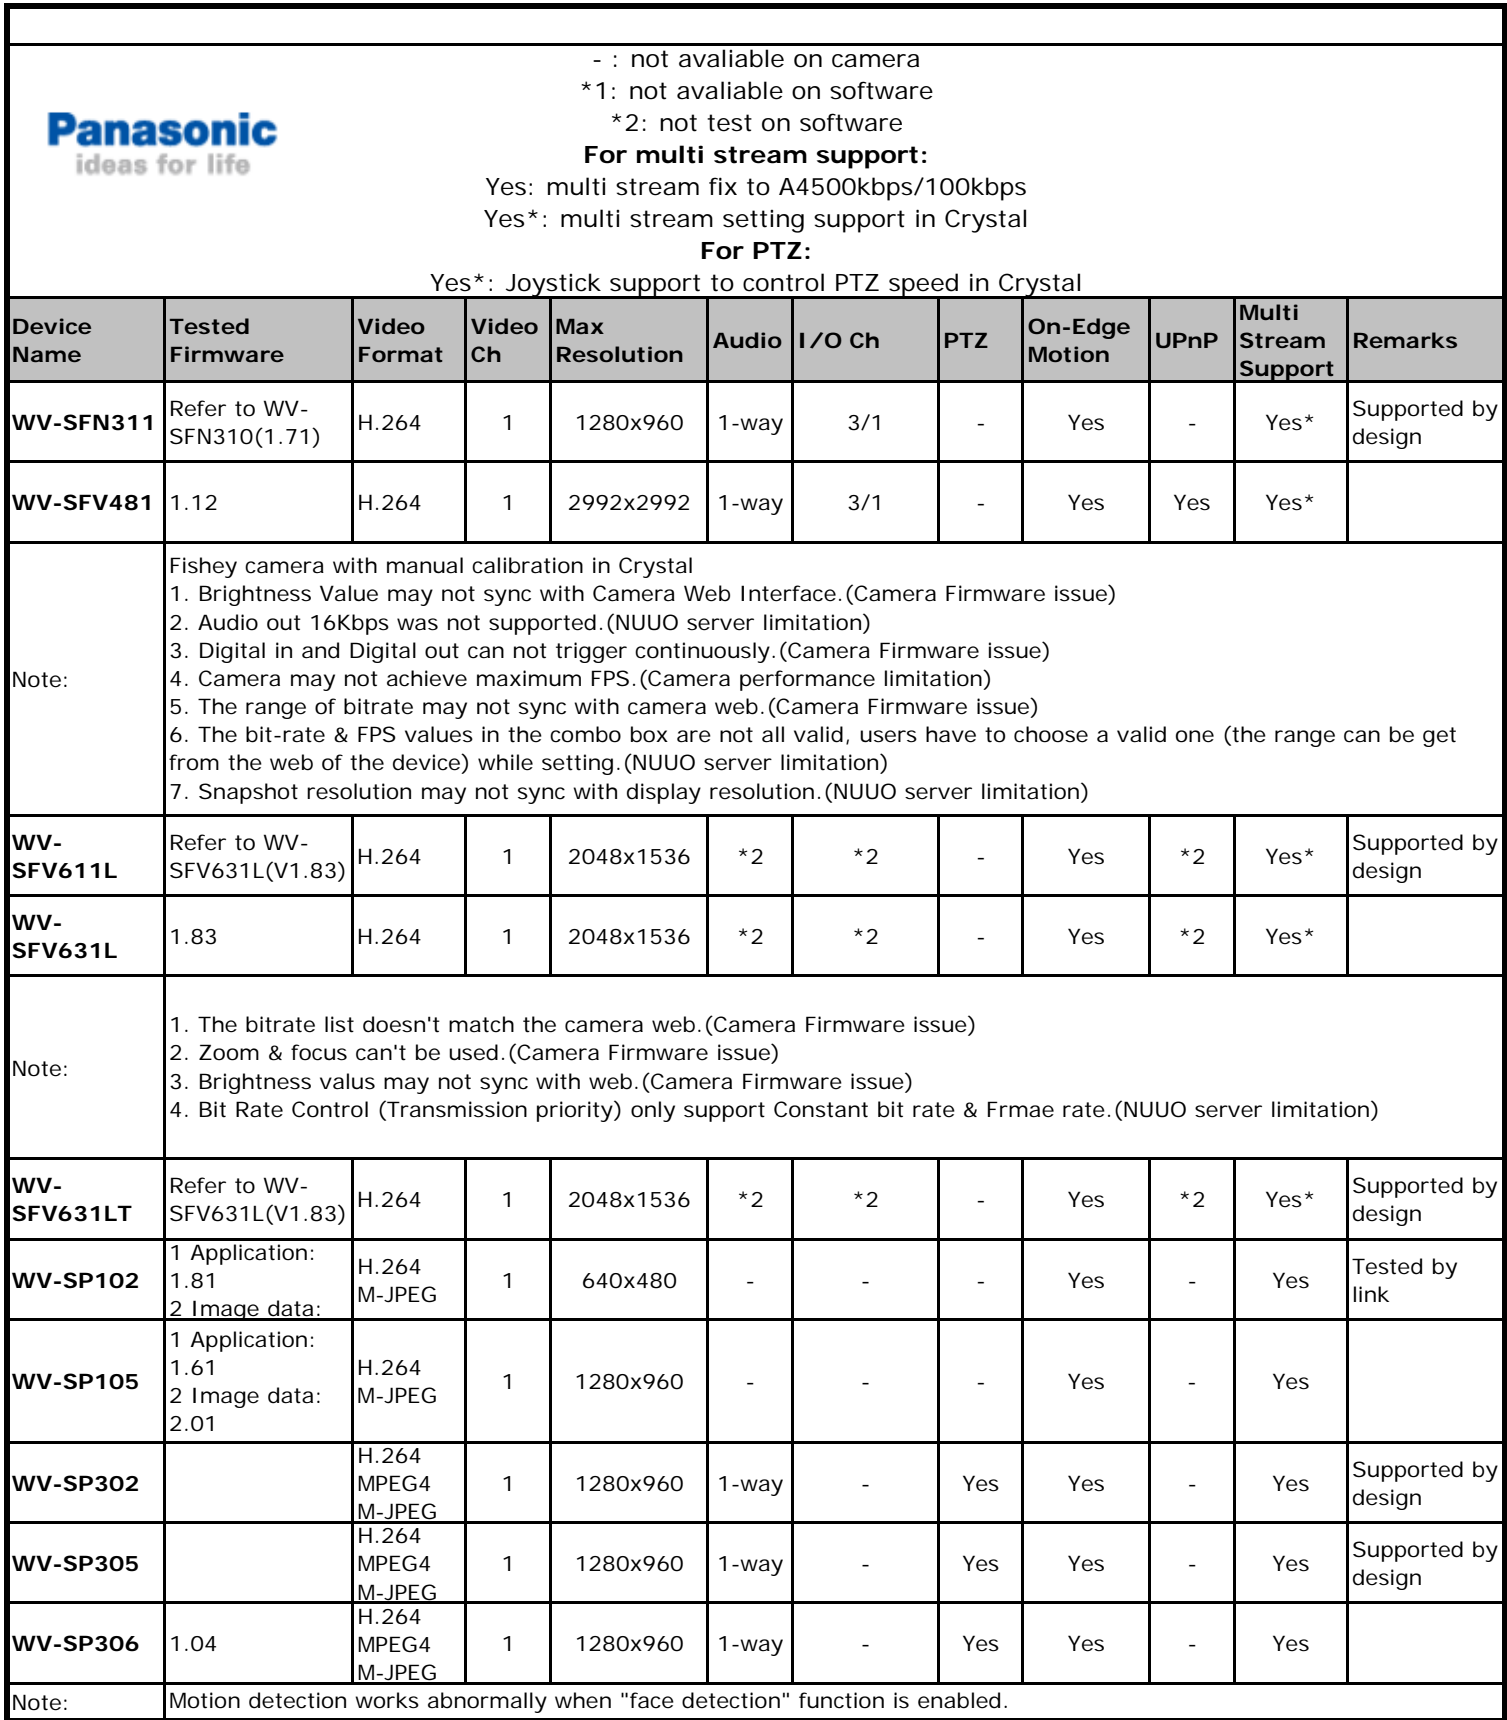 - : not avaliable on camera
*1: not avaliable on software
*2: not test on software
For multi stream support:
Yes: multi stream fix to A4500kbps/100kbps
Yes*: multi stream setting support in Crystal
For PTZ:
Yes*: Joystick support to control PTZ speed in Crystal
Panasonic
ideas for life
Device Name Tested Firmware Video Format Video Ch Max Resolution Audio I/O Ch PTZ On-Edge Motion UPnP Multi Stream Support Remarks
WV-SFN311 Refer to WV-SFN310(1.71) H.264 1 1280x960 1-way 3/1 - Yes - Yes* Supported by design
WV-SFV481 1.12 H.264 1 2992x2992 1-way 3/1 - Yes Yes Yes*
Note:
Fishey camera with manual calibration in Crystal
1. Brightness Value may not sync with Camera Web Interface.(Camera Firmware issue)
2. Audio out 16Kbps was not supported.(NUUO server limitation)
3. Digital in and Digital out can not trigger continuously.(Camera Firmware issue)
4. Camera may not achieve maximum FPS.(Camera performance limitation)
5. The range of bitrate may not sync with camera web.(Camera Firmware issue)
6. The bit-rate & FPS values in the combo box are not all valid, users have to choose a valid one (the range can be get
from the web of the device) while setting.(NUUO server limitation)
7. Snapshot resolution may not sync with display resolution.(NUUO server limitation)
WV-SFV611L Refer to WV-SFV631L(V1.83) H.264 1 2048x1536 *2 *2 - Yes *2 Yes* Supported by design
WV-SFV631L 1.83 H.264 1 2048x1536 *2 *2 - Yes *2 Yes*
Note:
1. The bitrate list doesn't match the camera web.(Camera Firmware issue)
2. Zoom & focus can't be used.(Camera Firmware issue)
3. Brightness valus may not sync with web.(Camera Firmware issue)
4. Bit Rate Control (Transmission priority) only support Constant bit rate & Frmae rate.(NUUO server limitation)
WV-SFV631LT Refer to WV-SFV631L(V1.83) H.264 1 2048x1536 *2 *2 - Yes *2 Yes* Supported by design
WV-SP102 1 Application: 1.81 2 Image data: H.264 M-JPEG 1 640x480 - - - Yes - Yes Tested by link
WV-SP105 1 Application: 1.61 2 Image data: 2.01 H.264 M-JPEG 1 1280x960 - - - Yes - Yes
WV-SP302 H.264 MPEG4 M-JPEG 1 1280x960 1-way - Yes Yes - Yes Supported by design
WV-SP305 H.264 MPEG4 M-JPEG 1 1280x960 1-way - Yes Yes - Yes Supported by design
WV-SP306 1.04 H.264 MPEG4 M-JPEG 1 1280x960 1-way - Yes Yes - Yes
Note: Motion detection works abnormally when "face detection" function is enabled.